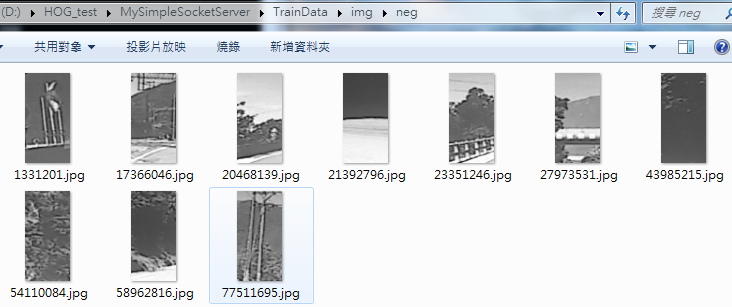 (D:) ▸ HOG_test ▸ MySimpleSocketServer ▸ TrainData ▸ img ▸ neg 搜尋 neg
共用對象 投影片放映 燒錄 新增資料夾
1331201.jpg 17366046.jpg 20468139.jpg 21392796.jpg 23351246.jpg 27973531.jpg 43985215.jpg
54110084.jpg 58962816.jpg 77511695.jpg